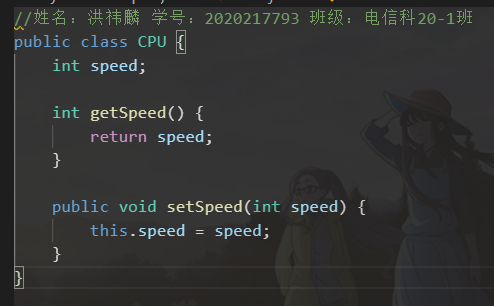 //姓名：洪祎麟 学号：2020217793 班级：电信科20-1班
public class CPU {
    int speed;
    int getSpeed() {
        return speed;
    }
    public void setSpeed(int speed) {
        this.speed = speed;
    }
}